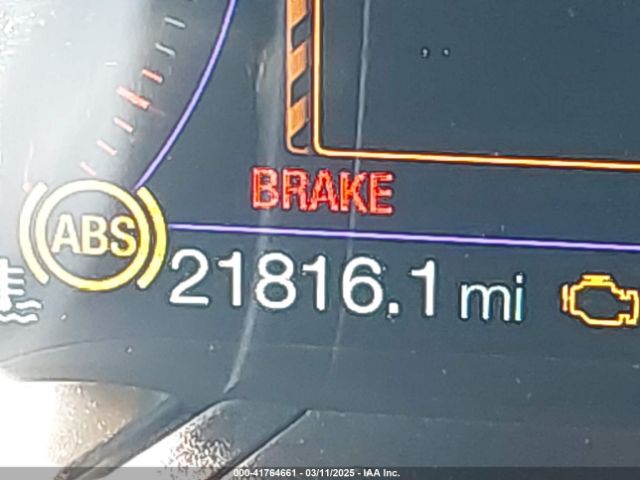 BRAKE
ABS
21816.1 mi
000-41764661 - 03/11/2025 - IAA Inc.